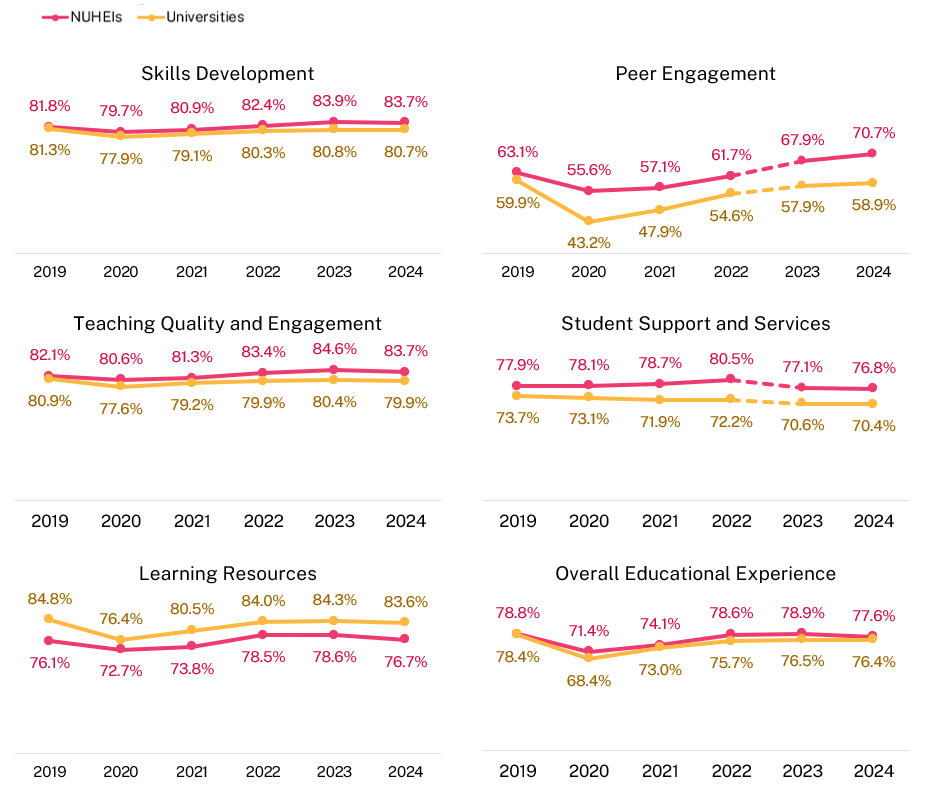 NUHEIs Universities
Skills Development
81.8% 79.7% 80.9% 82.4% 83.9% 83.7%
81.3% 77.9% 79.1% 80.3% 80.8% 80.7%
2019 2020 2021 2022 2023 2024
Peer Engagement
63.1% 55.6% 57.1% 61.7% 67.9% 70.7%
59.9% 43.2% 47.9% 54.6% 57.9% 58.9%
2019 2020 2021 2022 2023 2024
Teaching Quality and Engagement
82.1% 80.6% 81.3% 83.4% 84.6% 83.7%
80.9% 77.6% 79.2% 79.9% 80.4% 79.9%
2019 2020 2021 2022 2023 2024
Student Support and Services
77.9% 78.1% 78.7% 80.5% 77.1% 76.8%
73.7% 73.1% 71.9% 72.2% 70.6% 70.4%
2019 2020 2021 2022 2023 2024
Learning Resources
84.8% 76.4% 80.5% 84.0% 84.3% 83.6%
76.1% 72.7% 73.8% 78.5% 78.6% 76.7%
2019 2020 2021 2022 2023 2024
Overall Educational Experience
78.8% 71.4% 74.1% 78.6% 78.9% 77.6%
78.4% 68.4% 73.0% 75.7% 76.5% 76.4%
2019 2020 2021 2022 2023 2024